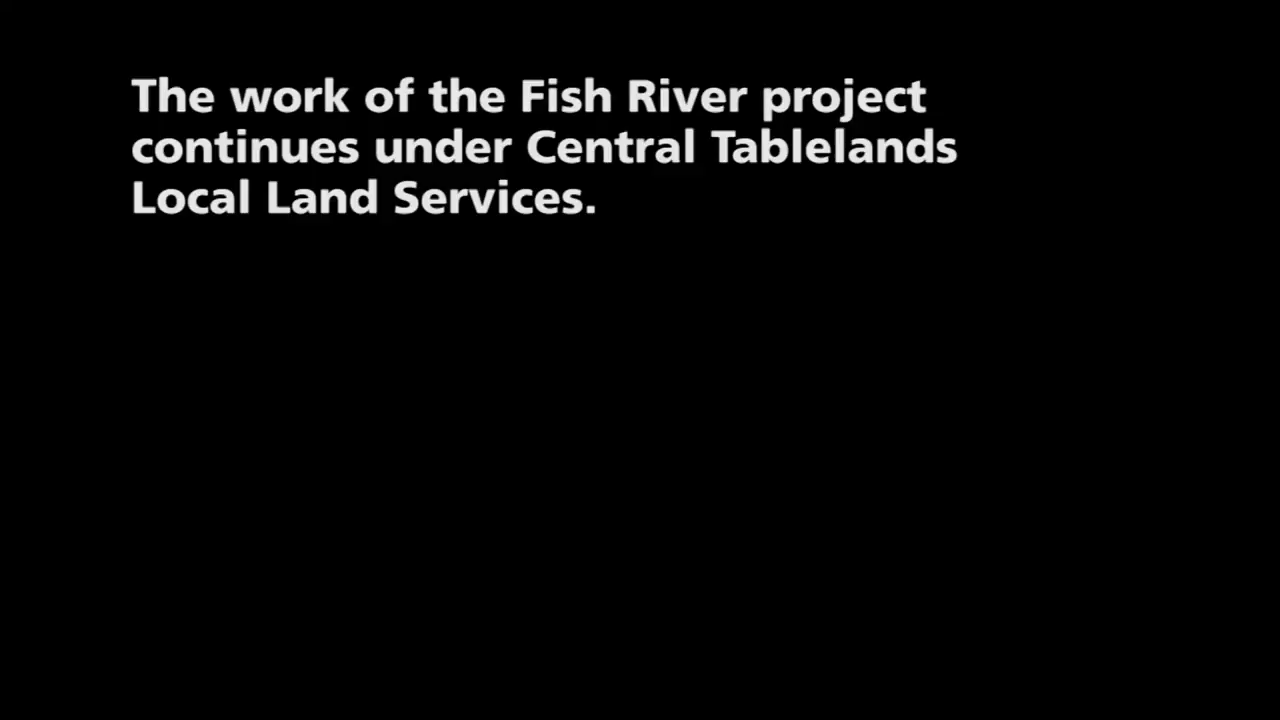 The work of the Fish River project
continues under Central Tablelands
Local Land Services.